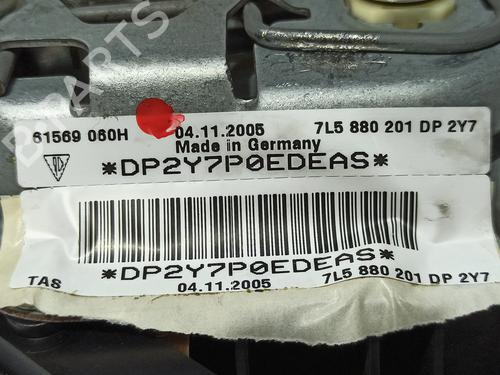 B-PARTS
61569 060H 04.11.2005 7L5 880 201 DP 2Y7
Made in Germany
*DP2Y7P0EDEAS*
*DP2Y7P0EDEAS*
TAS 04.11.2005 7L5 880 201 DP 2Y7